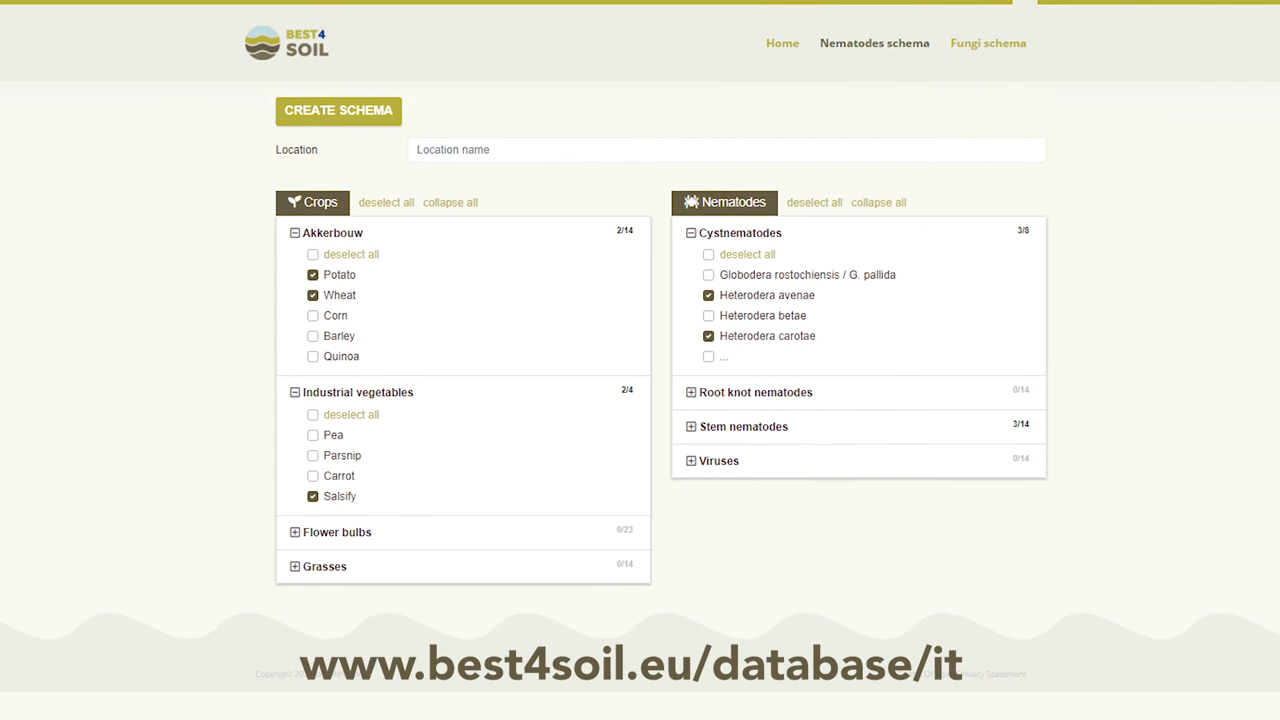 BEST4
SOIL
Home
Nematodes schema
Fungi schema
CREATE SCHEMA
Location
Location name
Crops
deselect all
collapse all
Akkerbouw
2/14
deselect all
Potato
Wheat
Corn
Barley
Quinoa
Industrial vegetables
2/4
deselect all
Pea
Parsnip
Carrot
Salsify
Flower bulbs
0/23
Grasses
0/14
Nematodes
deselect all
collapse all
Cystnematodes
3/8
deselect all
Globodera rostochiensis / G. pallida
Heterodera avenae
Heterodera betae
Heterodera carotae
...
Root knot nematodes
0/14
Stem nematodes
3/14
Viruses
0/14
www.best4soil.eu/database/it
Copyright
Privacy Statement